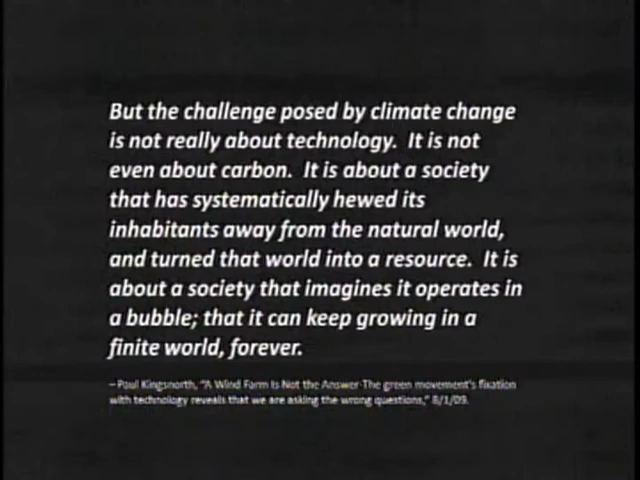 But the challenge posed by climate change
is not really about technology.  It is not
even about carbon.  It is about a society
that has systematically hewed its
inhabitants away from the natural world,
and turned that world into a resource.  It is
about a society that imagines it operates in
a bubble; that it can keep growing in a
finite world, forever.
– Paul Kingsnorth, "A Wind Farm Is Not the Answer-The green movement's fixation
with technology reveals that we are asking the wrong questions," 8/1/09.